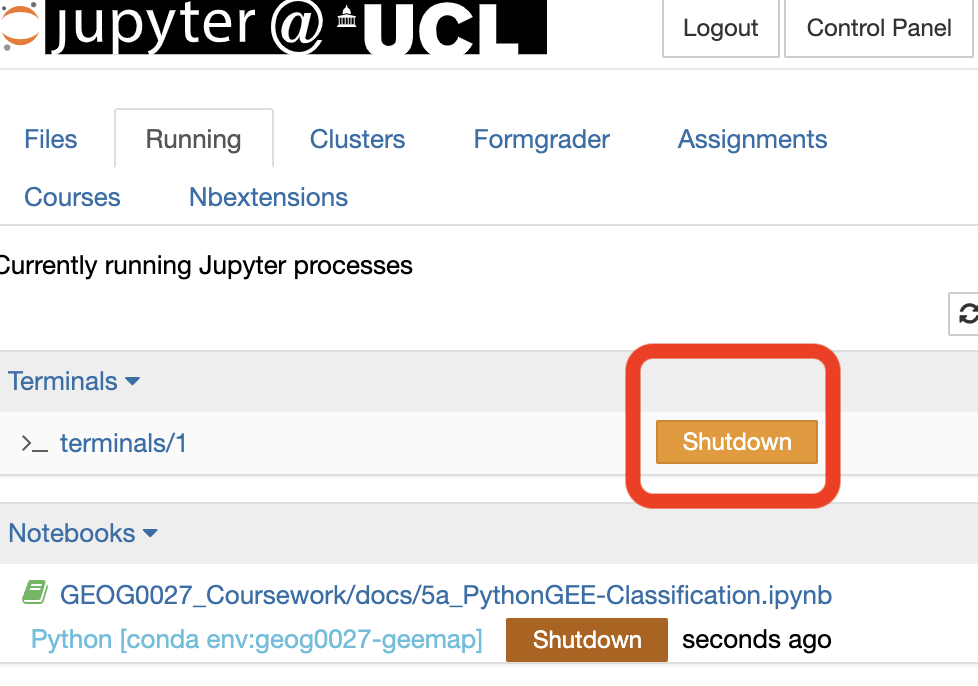 jupyter@UCL
Logout
Control Panel
Files
Running
Clusters
Formgrader
Assignments
Courses
Nbextensions
Currently running Jupyter processes
Terminals
>_ terminals/1
Shutdown
Notebooks
GEOG0027_Coursework/docs/5a_PythonGEE-Classification.ipynb
Python [conda env:geog0027-geemap]
Shutdown
seconds ago